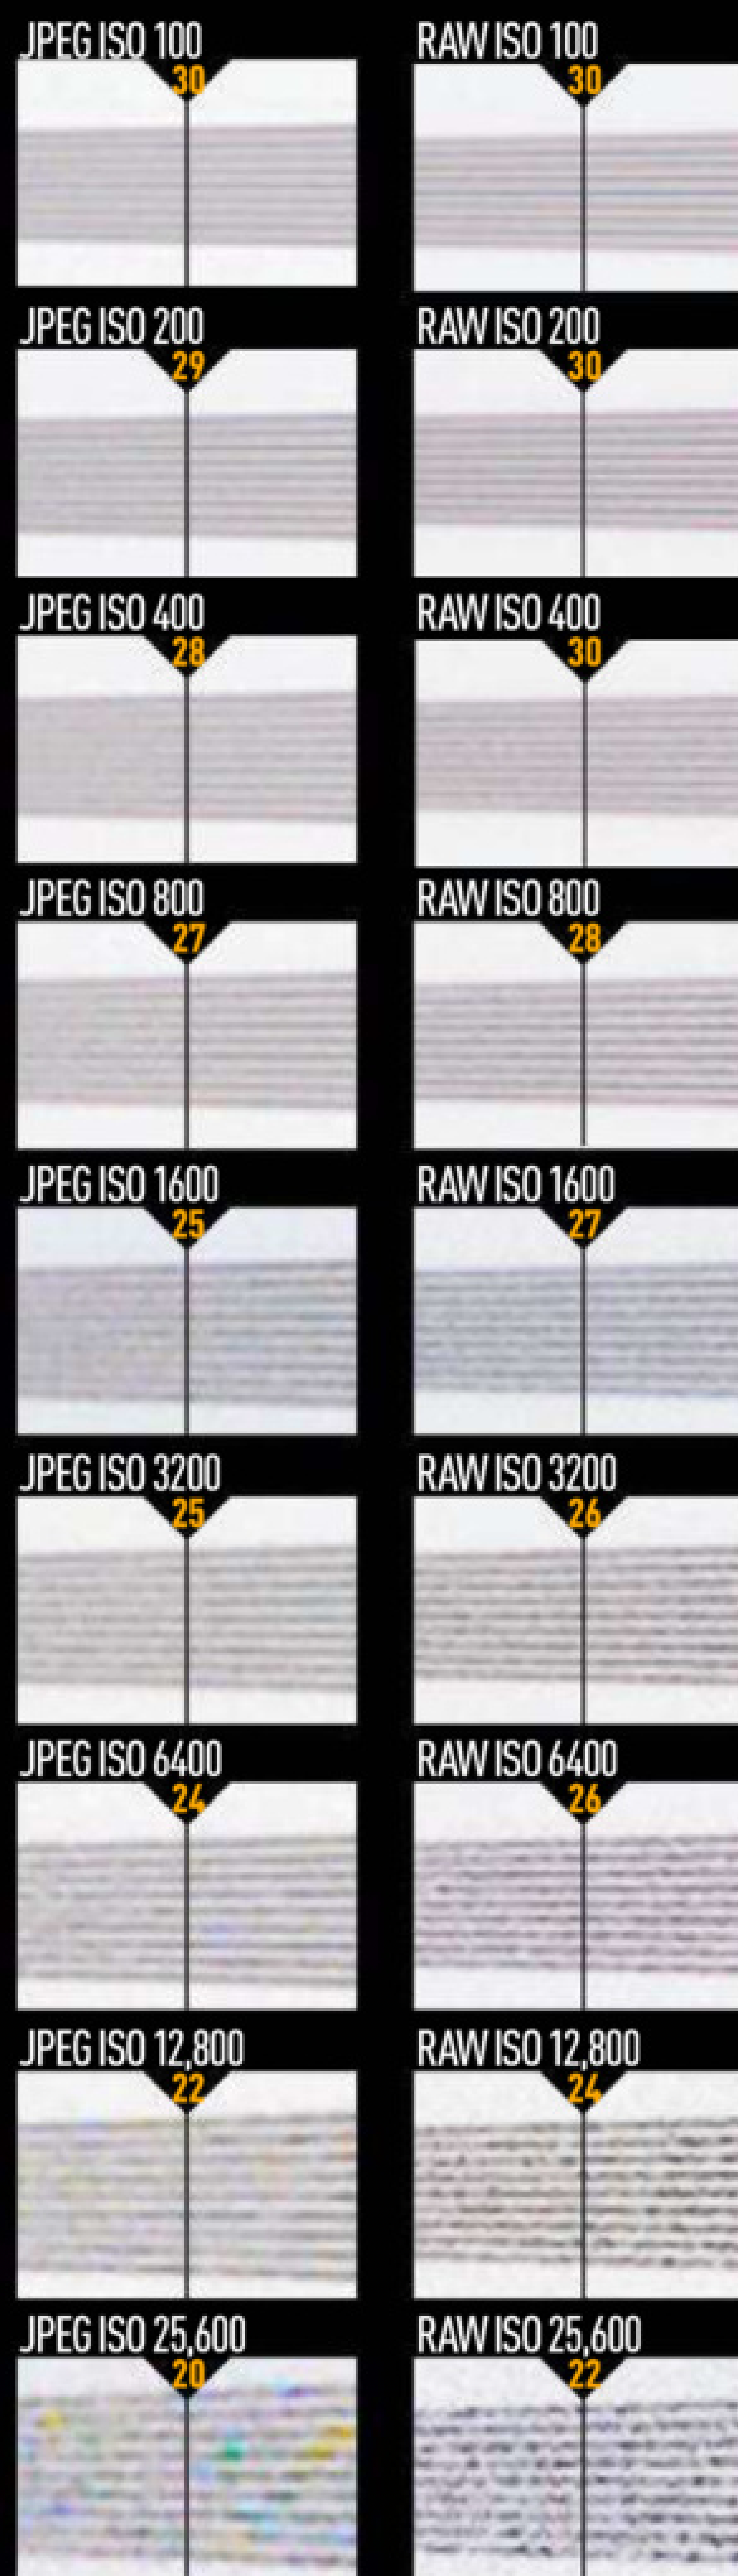 JPEG ISO 100
RAW ISO 100
30
30
JPEG ISO 200
RAW ISO 200
29
30
JPEG ISO 400
RAW ISO 400
28
30
JPEG ISO 800
RAW ISO 800
27
28
JPEG ISO 1600
RAW ISO 1600
25
27
JPEG ISO 3200
RAW ISO 3200
25
26
JPEG ISO 6400
RAW ISO 6400
24
26
JPEG ISO 12,800
RAW ISO 12,800
22
24
JPEG ISO 25,600
RAW ISO 25,600
20
22